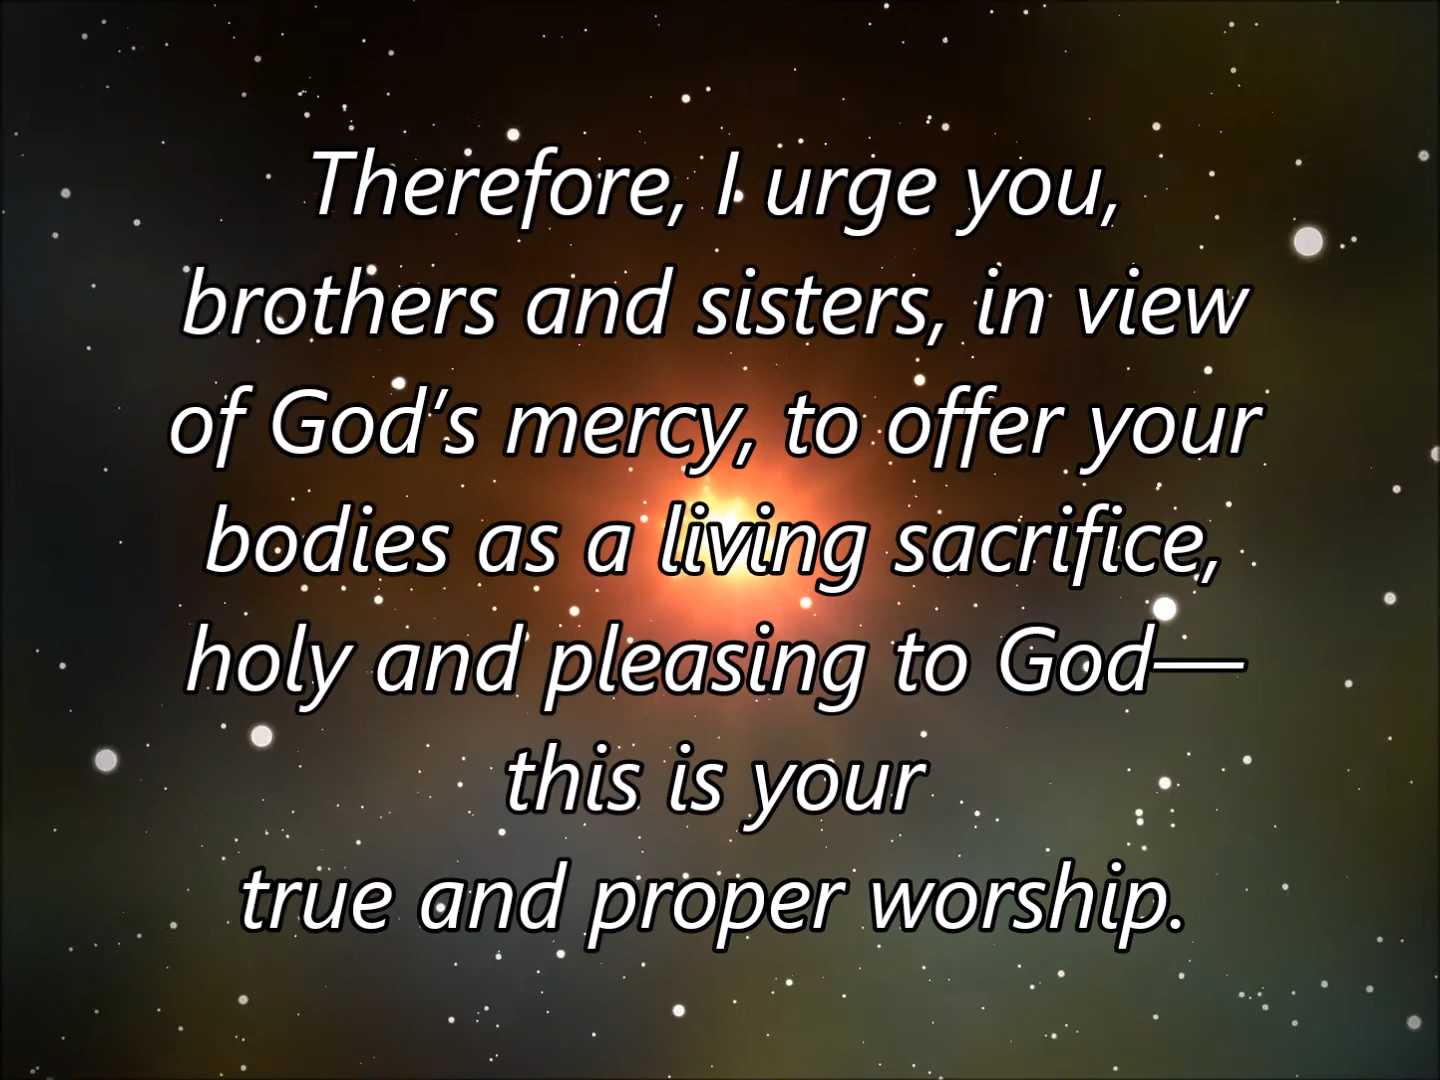 Therefore, I urge you,
brothers and sisters, in view
of God’s mercy, to offer your
bodies as a living sacrifice,
holy and pleasing to God—
this is your
true and proper worship.